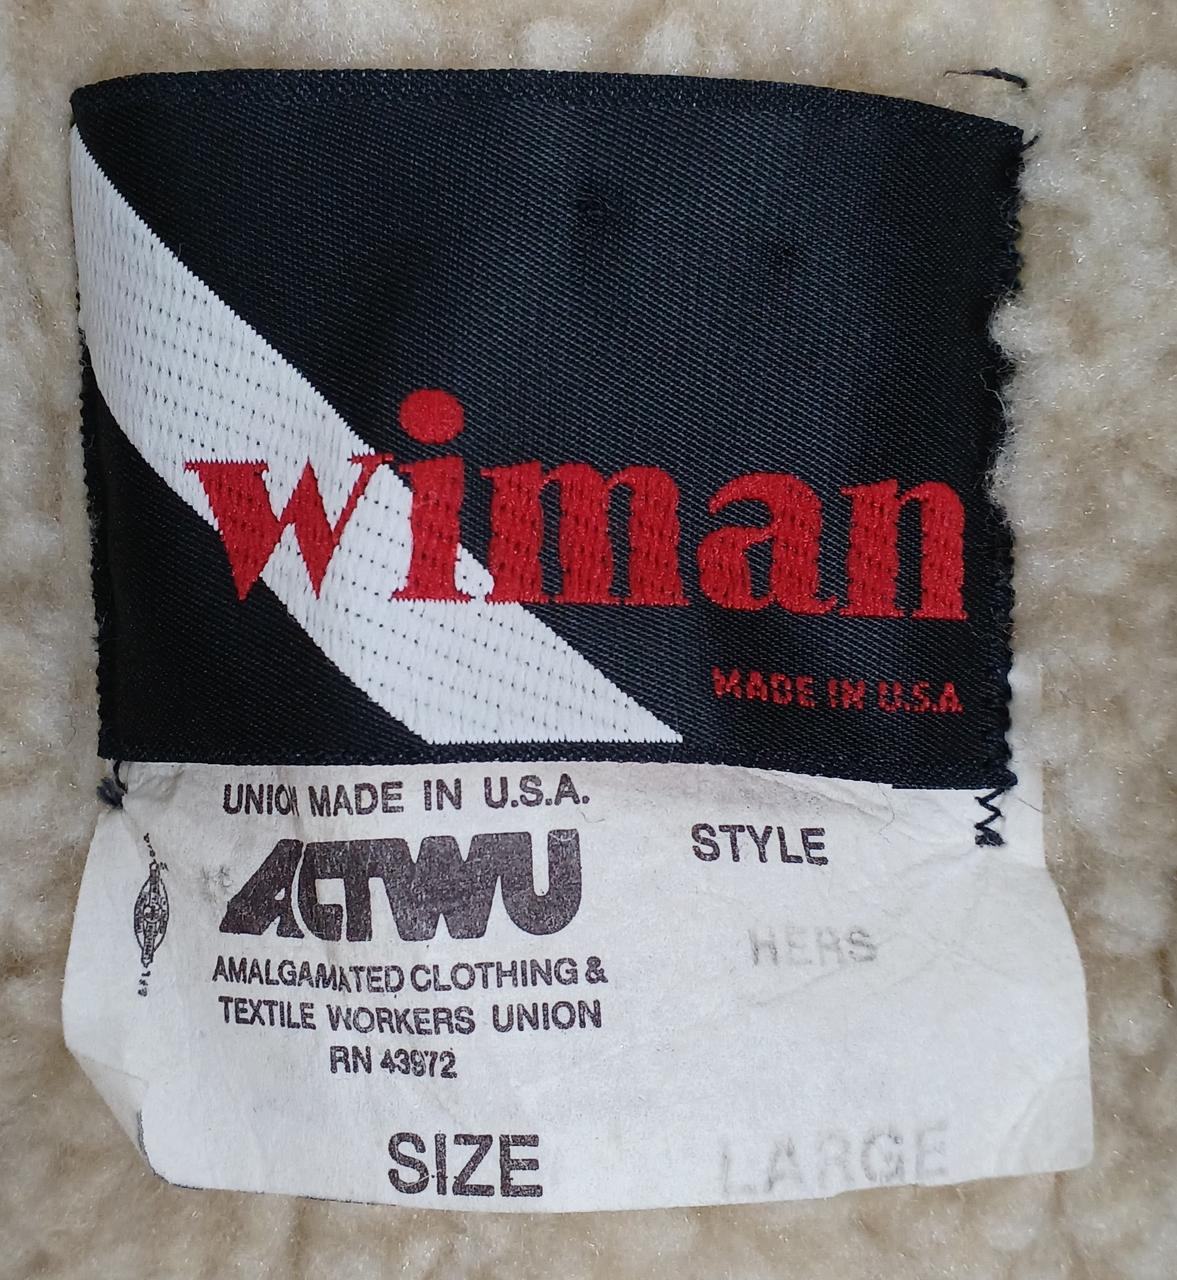 wiman
MADE IN U.S.A.
UNION MADE IN U.S.A.
ACTWU
AMALGAMATED CLOTHING &
TEXTILE WORKERS UNION
RN 43972
STYLE
HERS
SIZE
LARGE